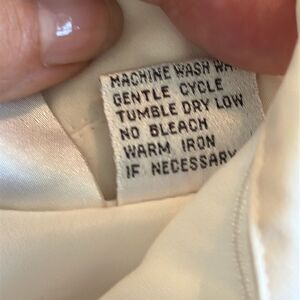 MACHINE WASH
GENTLE CYCLE
TUMBLE DRY LOW
NO BLEACH
WARM IRON
IF NECESSARY